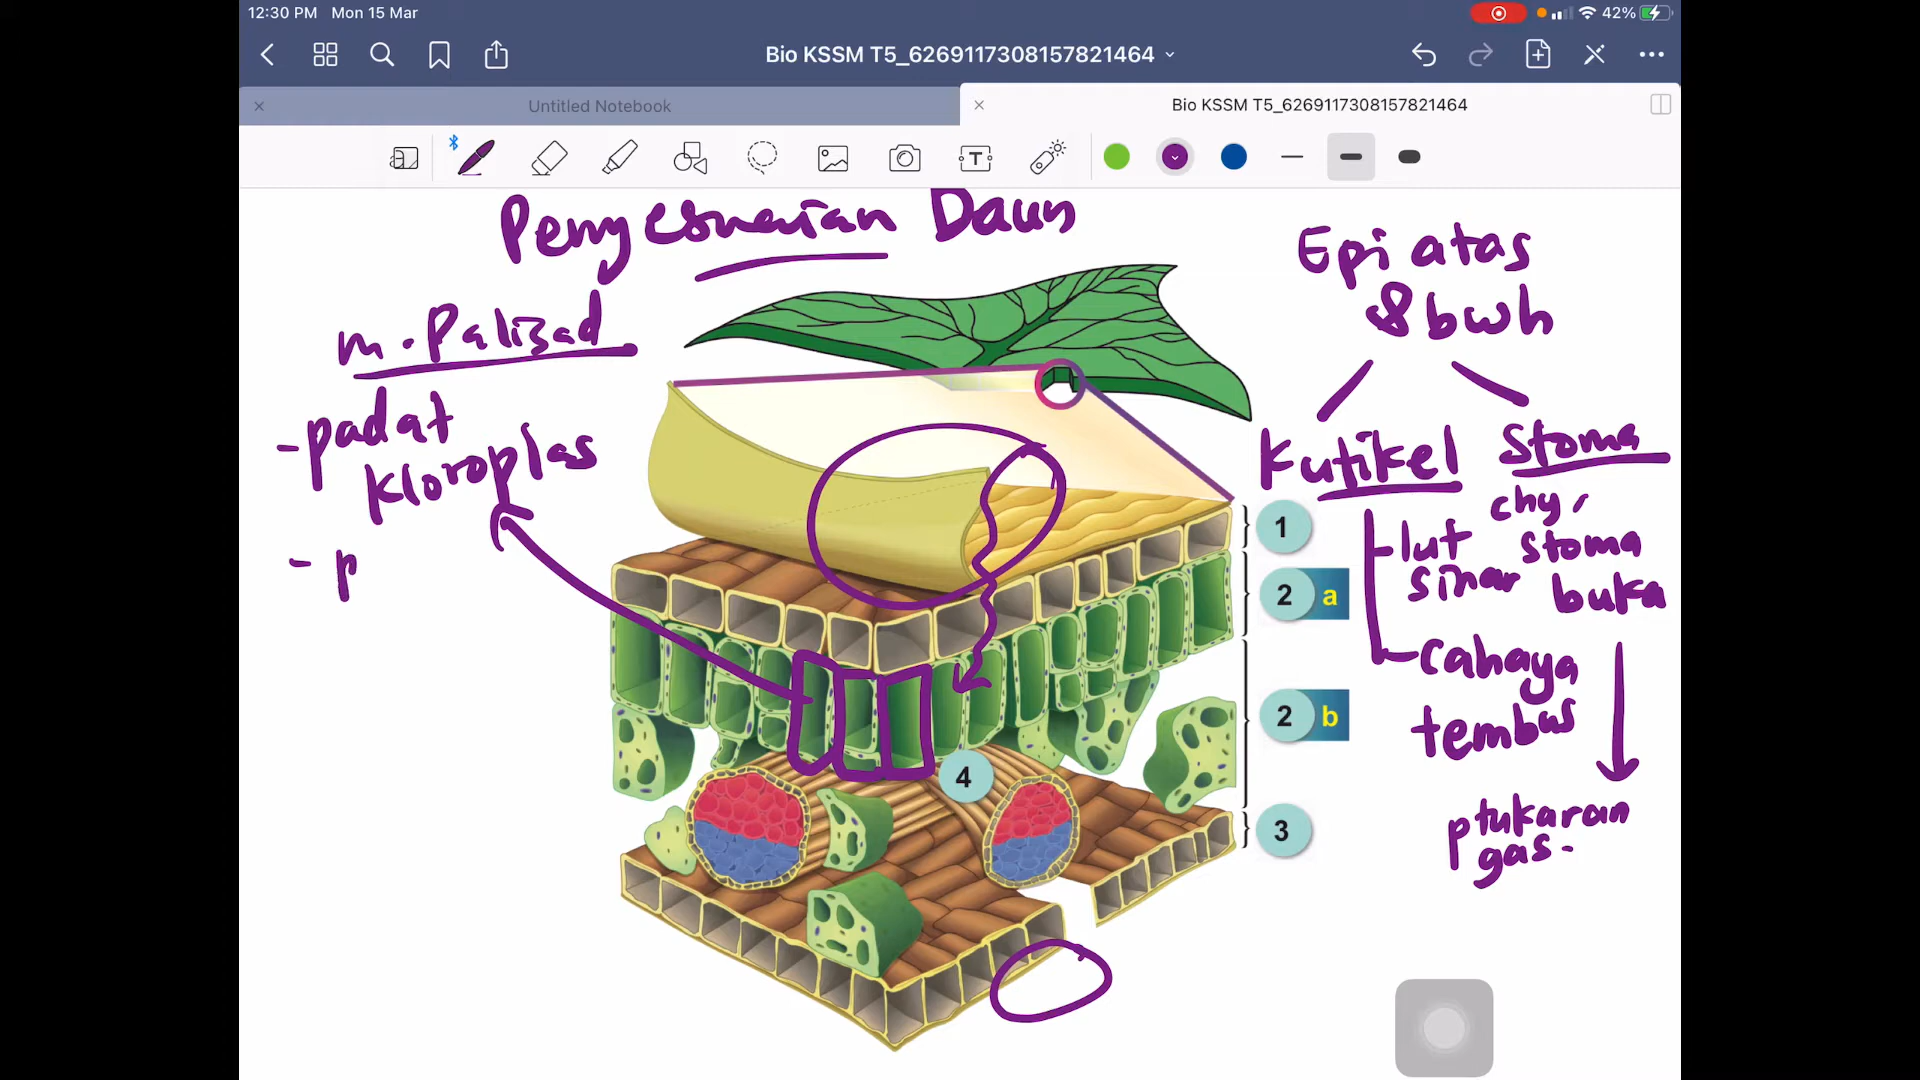 12:30 PM Mon 15 Mar
42%
Bio KSSM T5_6269117308157821464
Untitled Notebook
Bio KSSM T5_6269117308157821464
T
Penyesuaian Daun
m. Palisad
- padat
kloroplas
- p
Epi atas
& bwh
Kutikel
lut
sinar
cahaya
tembus
Stoma
chy,
stoma
buka
ptukaran
gas.
1
2 a
2 b
4
3